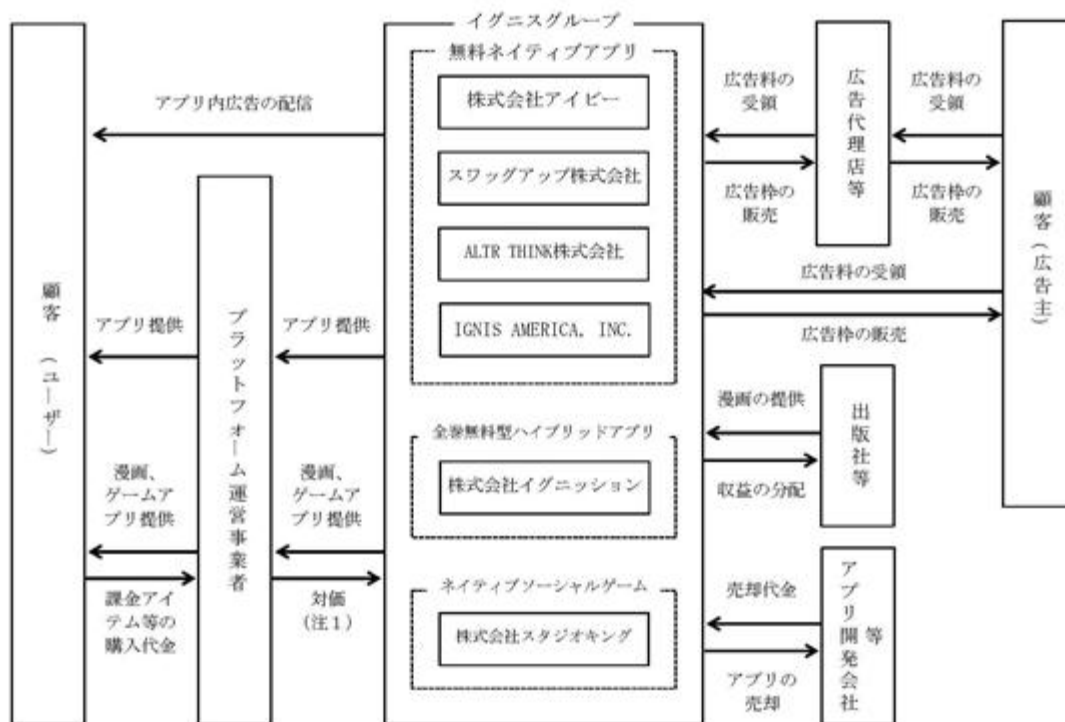 顧客（ユーザー）
アプリ内広告の配信
アプリ提供
漫画、
ゲームア
プリ提供
課金アイ
テム等の
購入代金
プラットフォーム運営事業者
アプリ提供
漫画、
ゲームア
プリ提供
対価
(注１)
イグニスグループ
無料ネイティブアプリ
株式会社アイビー
スワッグアップ株式会社
ALTR THINK株式会社
IGNIS AMERICA, INC.
全巻無料型ハイブリッドアプリ
株式会社イグニッション
ネイティブソーシャルゲーム
株式会社スタジオキング
広告料の
受領
広告枠の
販売
広告代理店等
広告料の
受領
広告枠の
販売
広告料の受領
広告枠の販売
漫画の提供
収益の分配
出版社等
売却代金
アプリの
売却
アプリ開発会社
等
顧客（広告主）